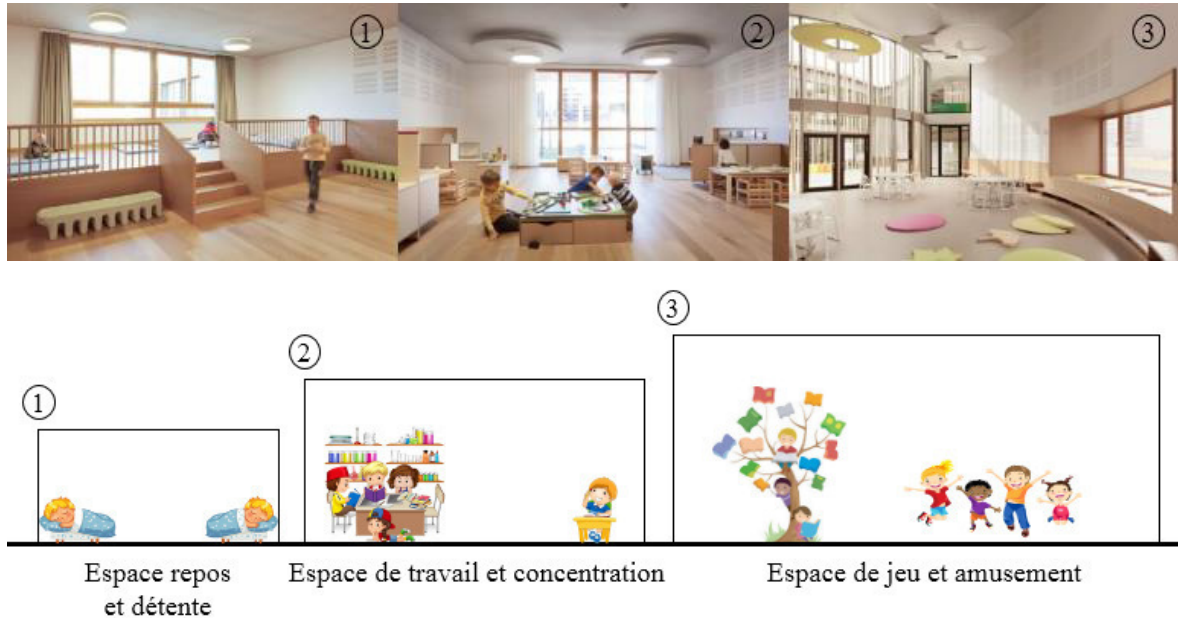 ①
②
③
③
②
①
Espace repos
et détente
Espace de travail et concentration
Espace de jeu et amusement